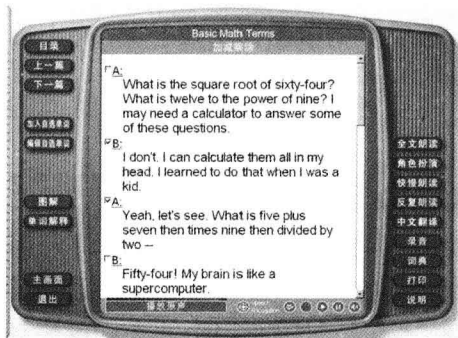 Basic Math Terms
加减乘除
目录
上一篇
下一篇
加入自选单词
编辑自选单词
图解
单词解释
主画面
退出
A:
What is the square root of sixty-four?
What is twelve to the power of nine? I
may need a calculator to answer some
of these questions.
B:
I don't. I can calculate them all in my
head. I learned to do that when I was a
kid.
A:
Yeah, let's see. What is five plus
seven then times nine then divided by
two –
B:
Fifty-four! My brain is like a
supercomputer.
全文朗读
角色扮演
快慢朗读
反复朗读
中文翻译
录音
词典
打印
说明